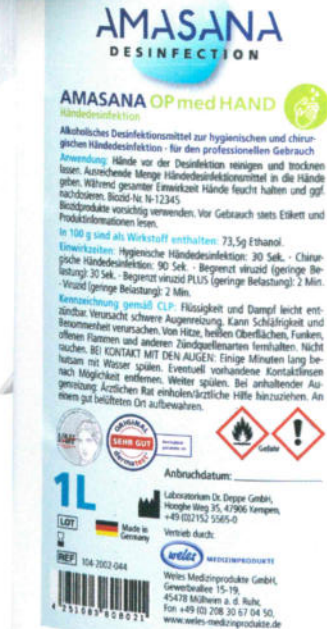 AMASANA
DESINFECTION
AMASANA OP med HAND
Händedesinfektion
Alkoholisches Desinfektionsmittel zur hygienischen und chirur-
gischen Händedesinfektion · für den professionellen Gebrauch
Anwendung: Hände vor der Desinfektion reinigen und trocknen
lassen. Ausreichende Menge Händedesinfektionsmittel in die Hände
geben. Während gesamter Einwirkzeit Hände feucht halten und ggf.
nachdosieren. Biozid-Nr. N-12345
Biozidprodukte vorsichtig verwenden. Vor Gebrauch stets Etikett und
Produktinformationen lesen.
In 100 g sind als Wirkstoff enthalten: 73,5g Ethanol.
Einwirkzeiten: Hygienische Händedesinfektion: 30 Sek. · Chirur-
gische Händedesinfektion: 90 Sek. · Begrenzt viruzid (geringe Be-
lastung): 30 Sek. · Begrenzt viruzid PLUS (geringe Belastung): 2 Min.
· Viruzid (geringe Belastung): 2 Min.
Kennzeichnung gemäß CLP: Flüssigkeit und Dampf leicht ent-
zündbar. Verursacht schwere Augenreizung. Kann Schläfrigkeit und
Benommenheit verursachen. Von Hitze, heißen Oberflächen, Funken,
offenen Flammen und anderen Zündquellenarten fernhalten. Nicht
rauchen. BEI KONTAKT MIT DEN AUGEN: Einige Minuten lang be-
hutsam mit Wasser spülen. Eventuell vorhandene Kontaktlinsen
nach Möglichkeit entfernen. Weiter spülen. Bei anhaltender Au-
genreizung: Ärztlichen Rat einholen/ärztliche Hilfe hinzuziehen. An
einem gut belüfteten Ort aufbewahren.
ORIGINAL
SEHR GUT
dermatest
Gefahr
Anbruchdatum:
1L
Laboratorium Dr. Deppe GmbH,
Hooghe Weg 35, 47906 Kempen,
+49 (0)2152 5565-0
LOT
Made in
Germany
Vertrieb durch:
weles MEDIZINPRODUKTE
REF 104-2002-044
Weles Medizinprodukte GmbH,
Gewerbeallee 15-19,
45478 Mülheim a. d. Ruhr,
Fon +49 (0) 208 30 67 04 50,
www.weles-medizinprodukte.de
4 251085 808021